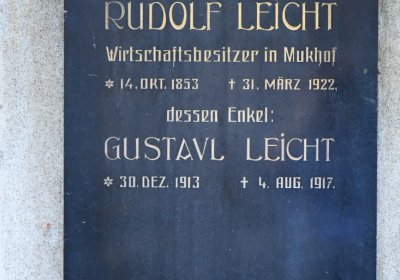 RUDOLF LEICHT
Wirtschaftsbesitzer in Mukhof
✲ 14. OKT. 1853 † 31. MÄRZ 1922,
dessen Enkel:
GUSTAVL LEICHT
✲ 30. DEZ. 1913 † 4. AUG. 1917.